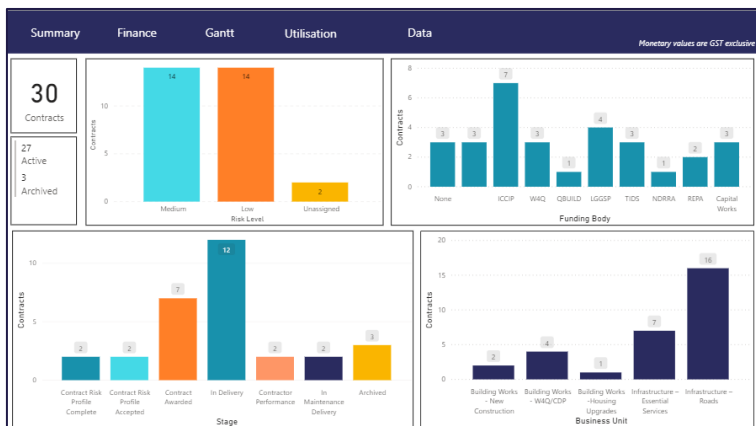 Summary Finance Gantt Utilisation Data
Monetary values are GST exclusive
30
Contracts
27
Active
3
Archived
Contracts
10
5
0
14
14
2
Medium Low Unassigned
Risk Level
Contracts
8
6
4
2
0
3 3 7 3 1 4 3 1 2 3
None ICCIP W4Q QBUILD LGGSP TIDS NDRRA REPA Capital
Works
Funding Body
Contracts
10
5
0
2 2 7 12 2 2 3
Contract Risk Contract Risk Contract In Delivery Contractor In Archived
Profile Profile Awarded Performance Maintenance
Complete Accepted Delivery
Stage
Contracts
20
15
10
5
0
2 4 1 7 16
Building Works Building Works Building Works Infrastructure – Infrastructure –
- New - W4Q/CDP -Housing Essential Roads
Construction Upgrades Services
Business Unit